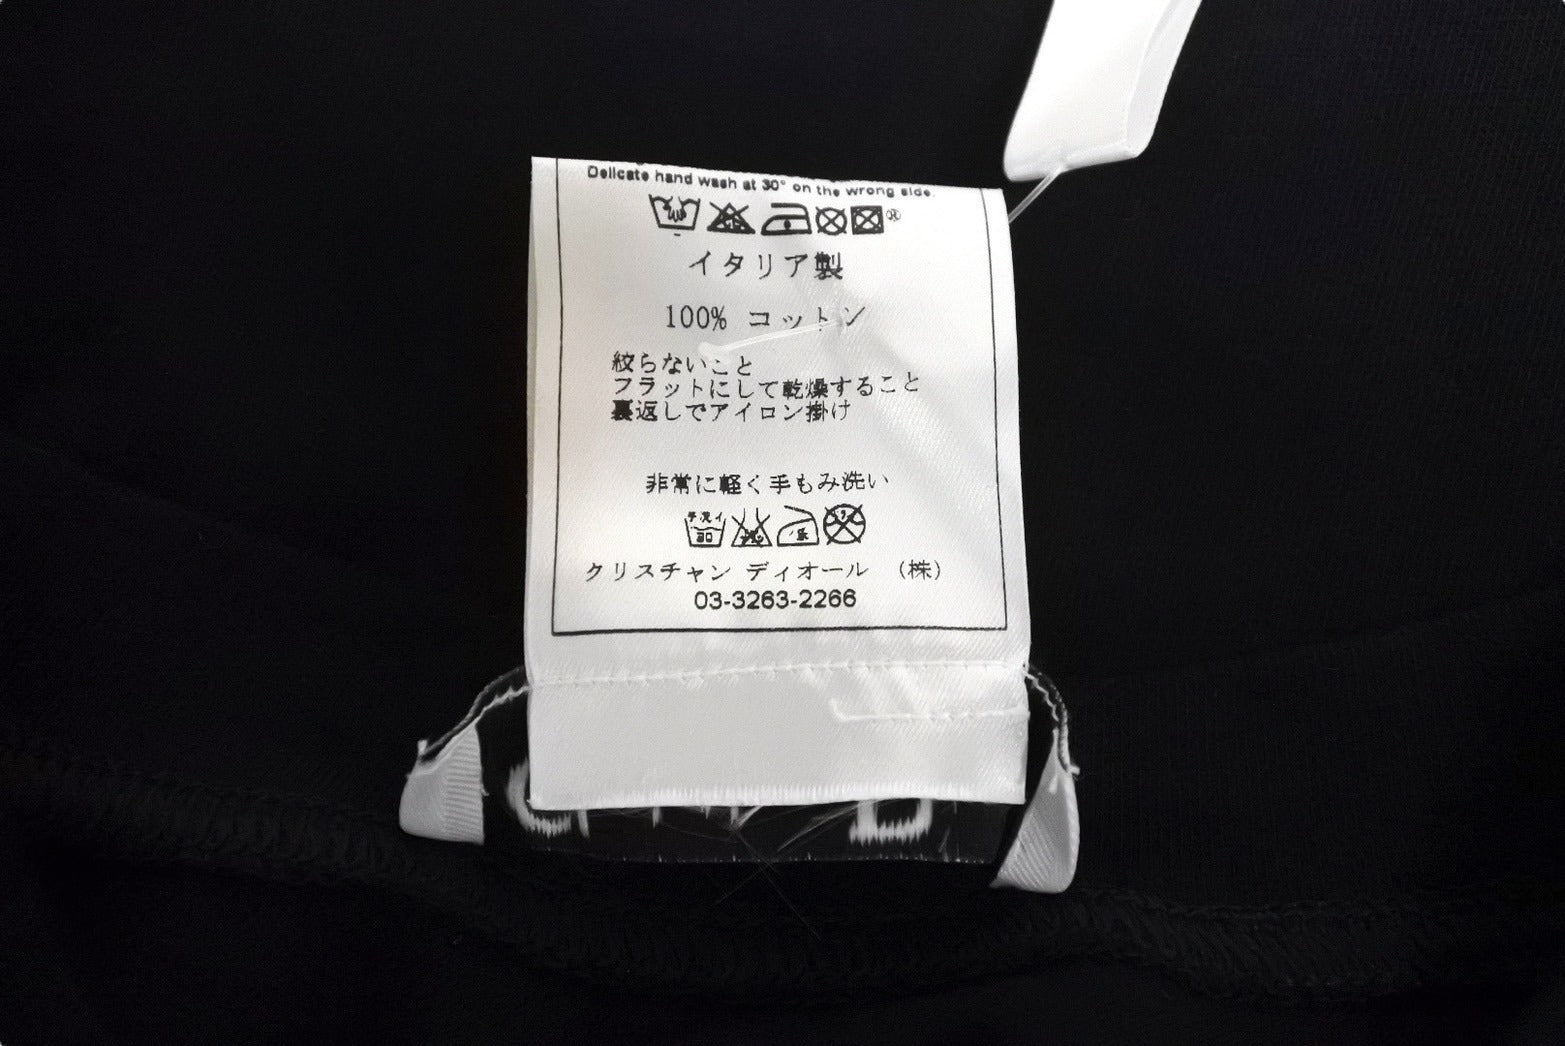 Delicate hand wash at 30° on the wrong side.
イタリア製
100% コットン
絞らないこと
フラットにして乾燥すること
裏返しでアイロン掛け
非常に軽く手もみ洗い
クリスチャン ディオール （株）
03-3263-2266